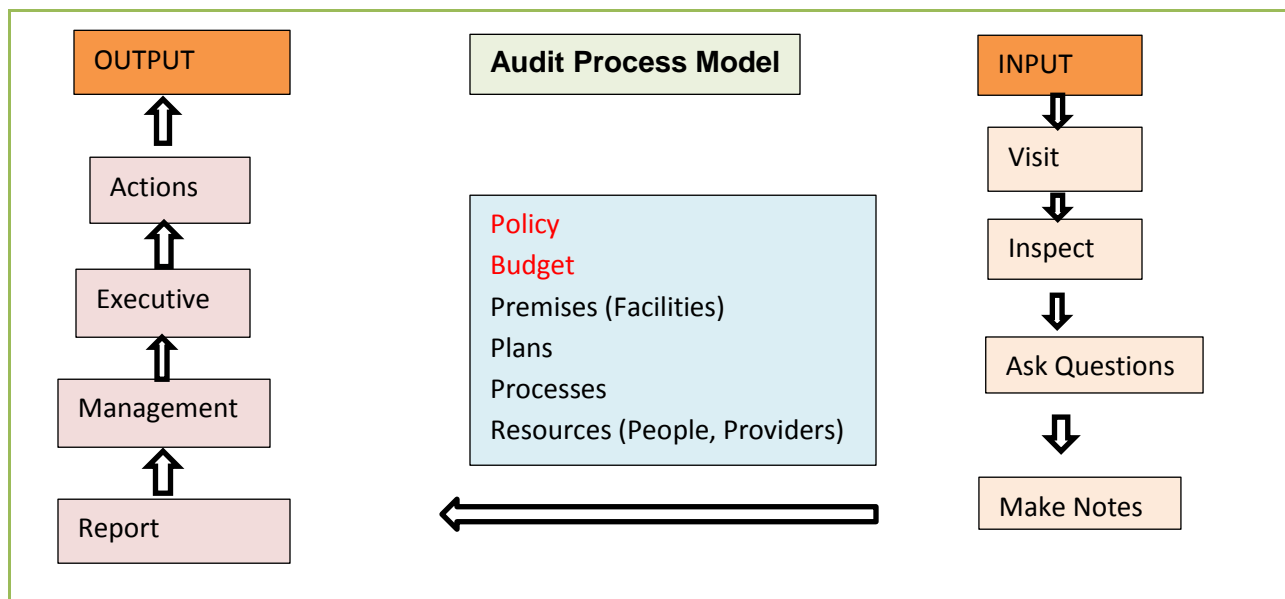 OUTPUT
Audit Process Model
INPUT
Visit
Actions
Policy
Inspect
Budget
Executive
Premises (Facilities)
Plans
Ask Questions
Processes
Management
Resources (People, Providers)
Make Notes
Report